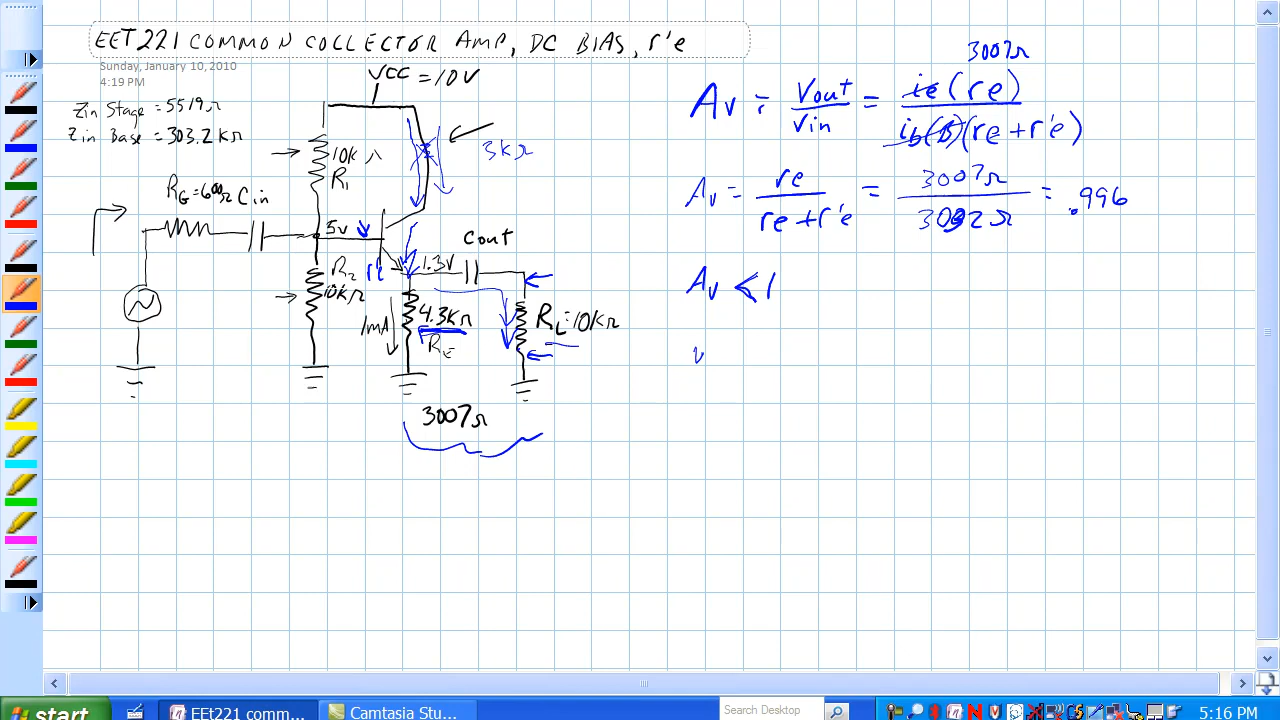 EET221 COMMON COLLECTOR AMP, DC BIAS, r'e
Sunday, January 10, 2010
4:19 PM
VCC = 10V
Zin Stage = 5519Ω
Zin Base = 303.2 KΩ
RG = 600Ω Cin
10K
R1
3KΩ
5V
R2
10KΩ
r'e
1.3V
Cout
4.3KΩ
RE
1mA
RL = 10KΩ
3007Ω
3007Ω
Av = Vout / Vin = ie (re) / ib(β)(re + r'e)
Av = re / re + r'e = 3007Ω / 3032Ω = .996
Av < 1
EEt221 comm...
Camtasia Stu...
Search Desktop
start
5:16 PM